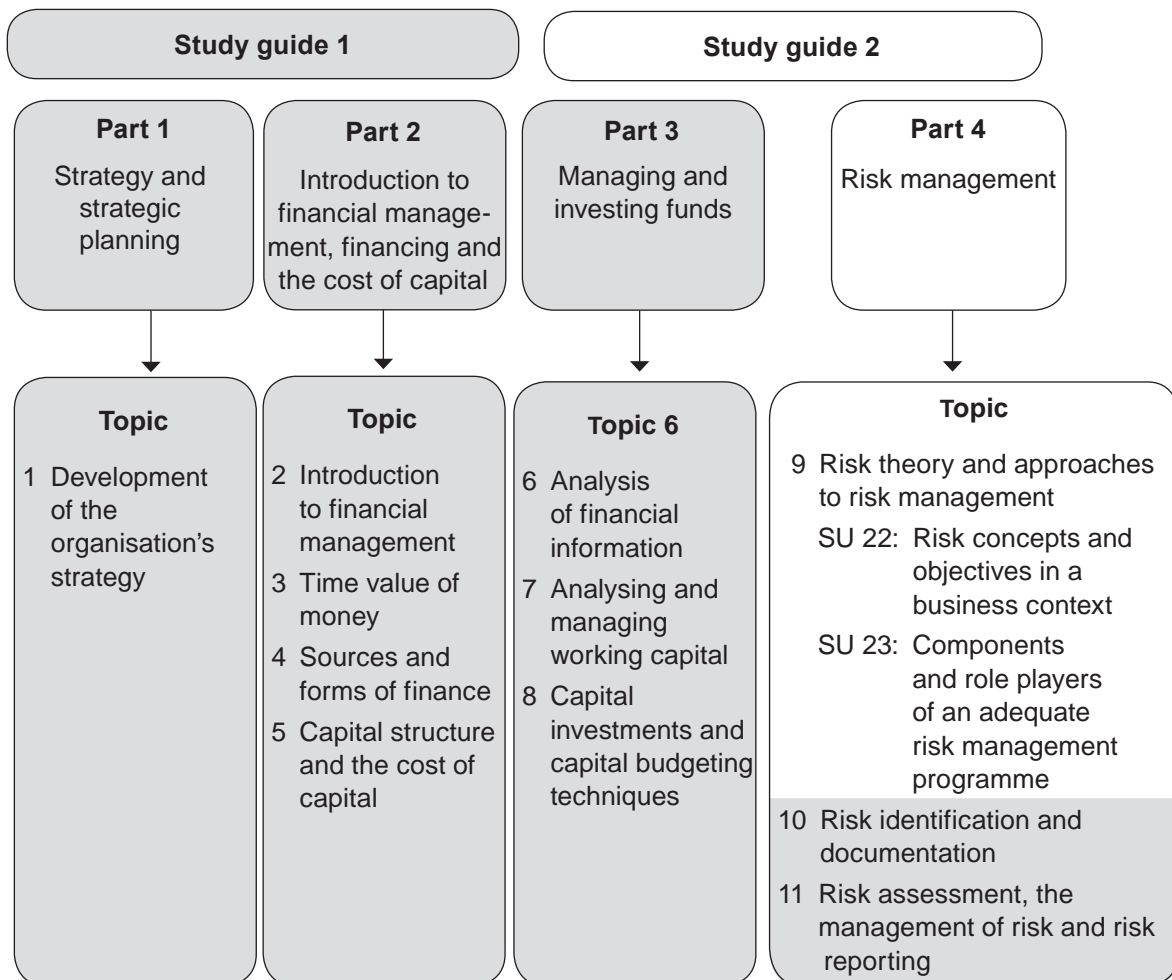 Study guide 1
Study guide 2
Part 1
Strategy and
strategic
planning
Part 2
Introduction to
financial manage-
ment, financing and
the cost of capital
Part 3
Managing and
investing funds
Part 4
Risk management
Topic
1 Development
of the
organisation’s
strategy
Topic
2 Introduction
to financial
management
3 Time value of
money
4 Sources and
forms of finance
5 Capital structure
and the cost of
capital
Topic 6
6 Analysis
of financial
information
7 Analysing and
managing
working capital
8 Capital
investments and
capital budgeting
techniques
Topic
9 Risk theory and approaches
to risk management
SU 22: Risk concepts and
objectives in a
business context
SU 23: Components
and role players
of an adequate
risk management
programme
10 Risk identification and
documentation
11 Risk assessment, the
management of risk and risk
reporting